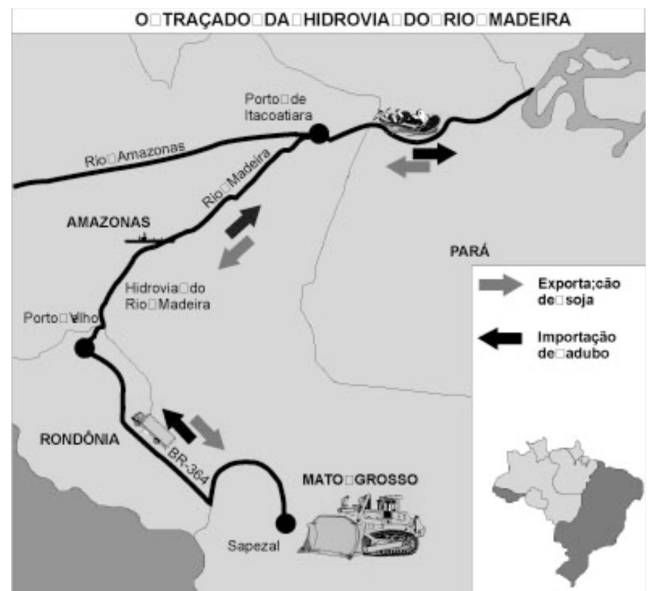 O□TRAÇADO□DA□HIDROVIA□DO□RIO□MADEIRA
Porto□de
Itacoatiara
Rio□Amazonas
Rio□Madeira
AMAZONAS
PARÁ
Hidrovia□do
Rio□Madeira
Porto□Velho
Exporta;cão
de□soja
Importação
de□adubo
RONDÔNIA
BR-364
MATO□GROSSO
Sapezal